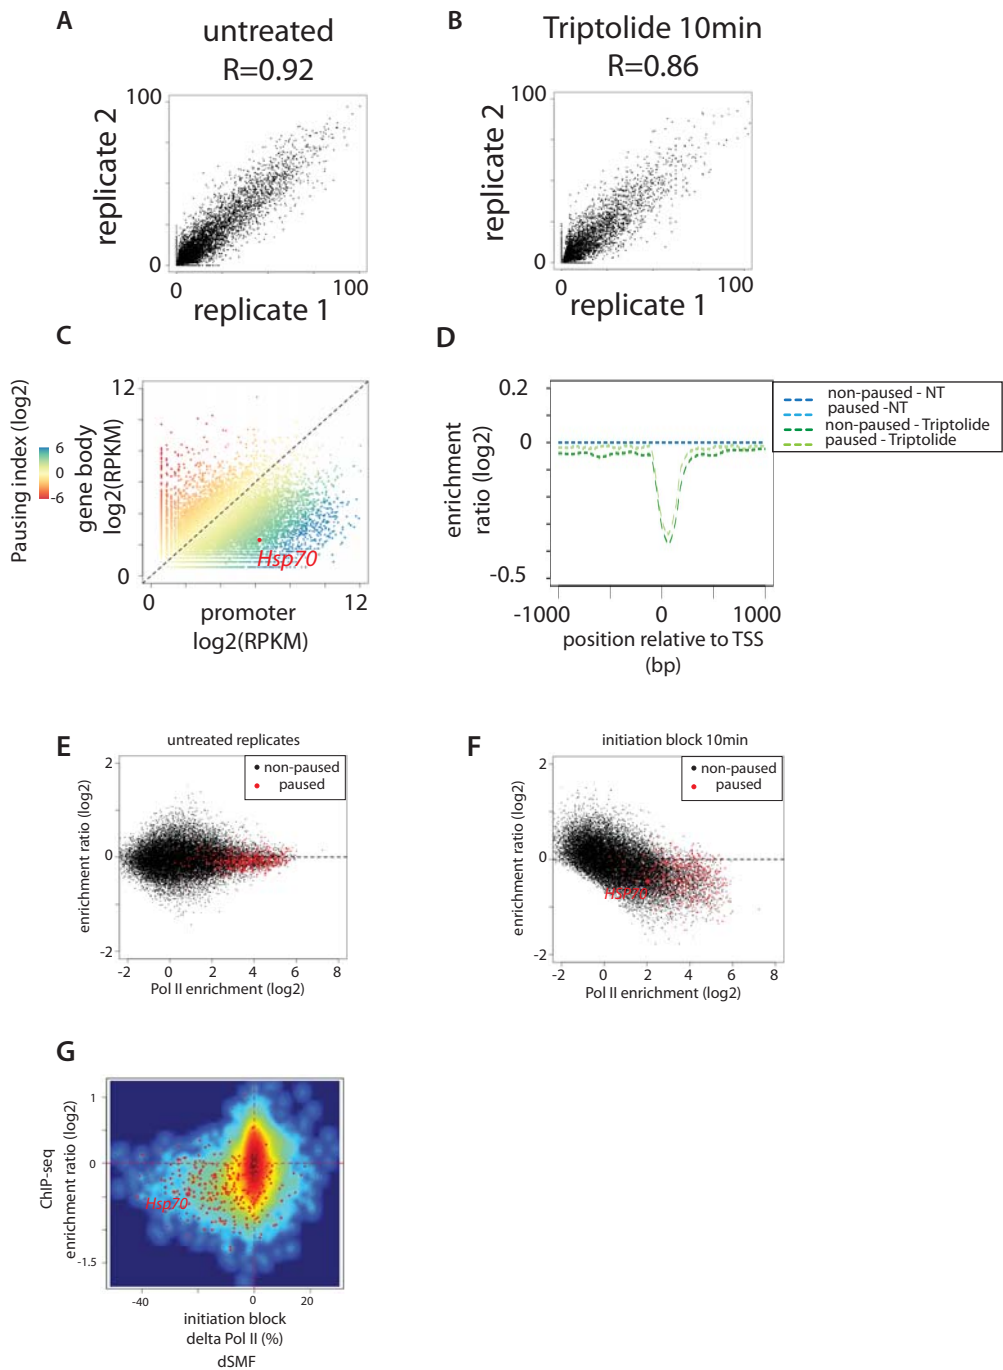 A
untreated
R=0.92
100
replicate 2
0
0
100
replicate 1
B
Triptolide 10min
R=0.86
100
replicate 2
0
0
100
replicate 1
C
Pausing index (log2)
6
0
-6
gene body
log2(RPKM)
12
0
Hsp70
0
12
promoter
log2(RPKM)
D
enrichment
ratio (log2)
0.2
0
-0.5
-1000
0
1000
position relative to TSS
(bp)
non-paused - NT
paused -NT
non-paused - Triptolide
paused - Triptolide
E
untreated replicates
enrichment ratio (log2)
2
0
-2
non-paused
paused
-2
0
2
4
6
8
Pol II enrichment (log2)
F
initiation block 10min
enrichment ratio (log2)
2
0
-2
non-paused
paused
HSP70
-2
0
2
4
6
8
Pol II enrichment (log2)
G
ChIP-seq
enrichment ratio (log2)
1
0
-1.5
Hsp70
-40
0
20
initiation block
delta Pol II (%)
dSMF